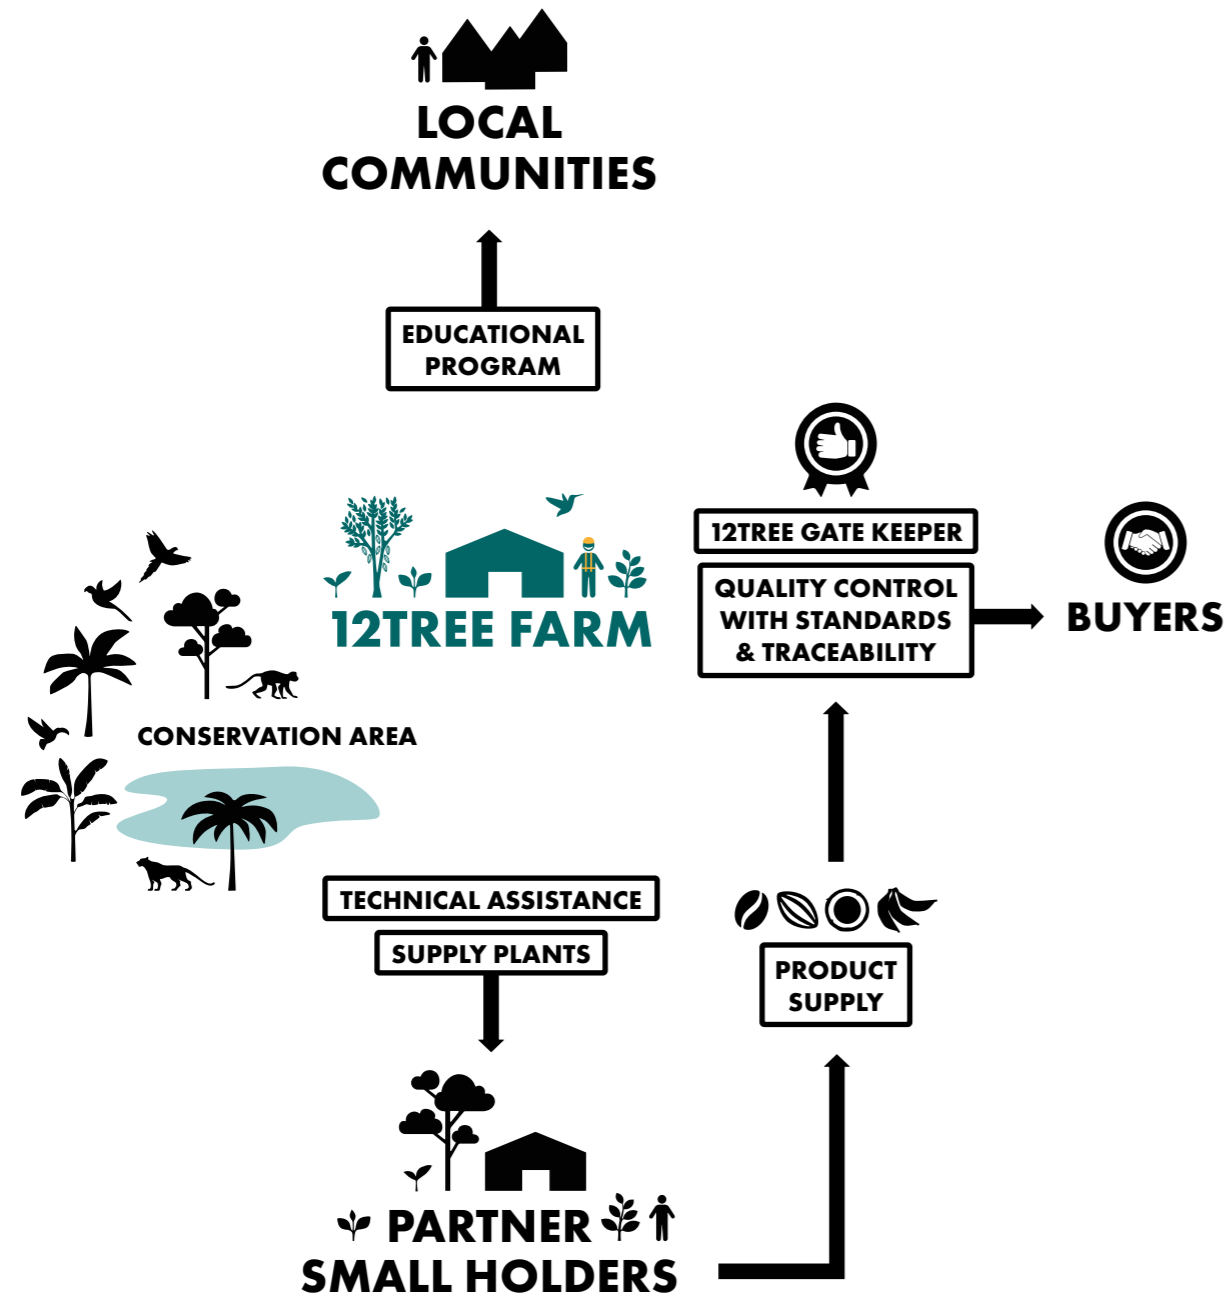 LOCAL
COMMUNITIES
EDUCATIONAL
PROGRAM
12TREE FARM
12TREE GATE KEEPER
QUALITY CONTROL
WITH STANDARDS
& TRACEABILITY
BUYERS
CONSERVATION AREA
TECHNICAL ASSISTANCE
SUPPLY PLANTS
PRODUCT
SUPPLY
PARTNER
SMALL HOLDERS